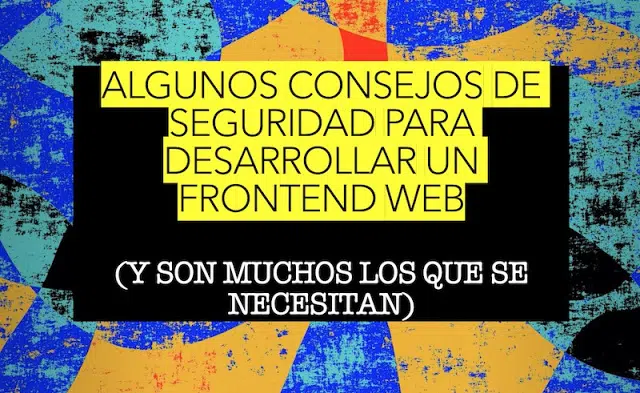 ALGUNOS CONSEJOS DE
SEGURIDAD PARA
DESARROLLAR UN
FRONTEND WEB
(Y SON MUCHOS LOS QUE SE
NECESITAN)